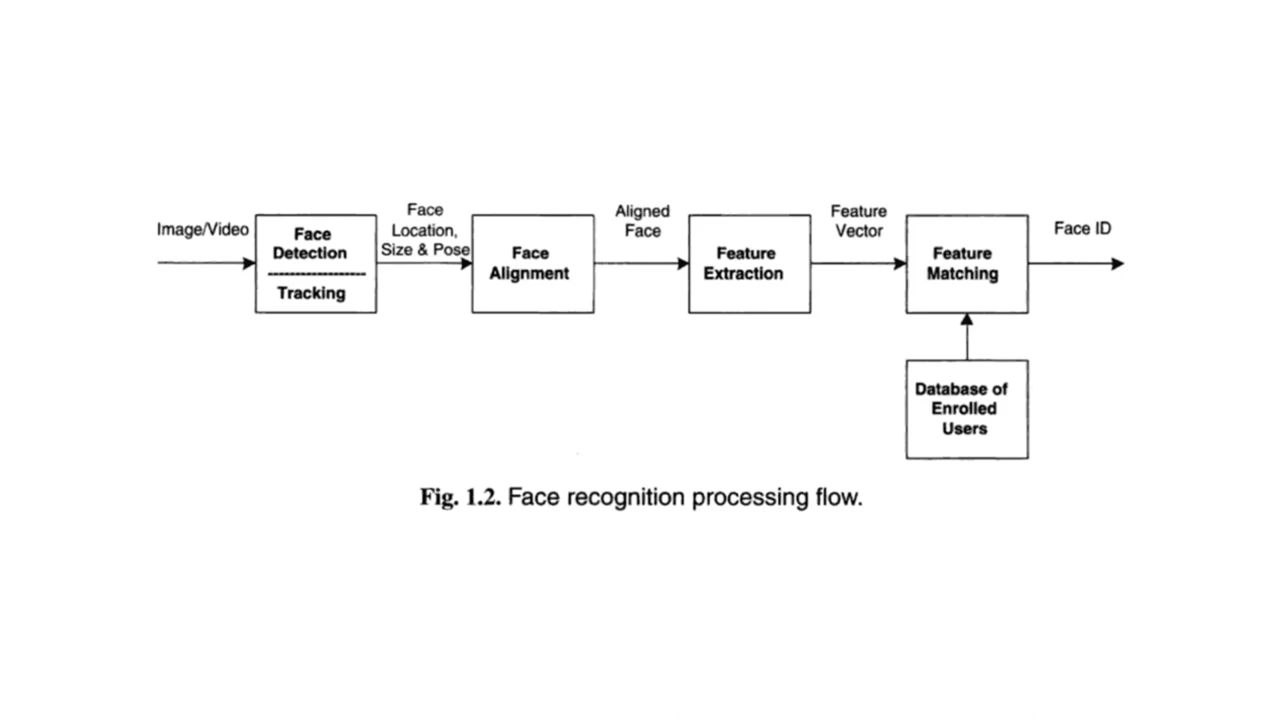 Image/Video
Face
Detection
Tracking
Face
Location,
Size & Pose
Face
Alignment
Aligned
Face
Feature
Extraction
Feature
Vector
Feature
Matching
Face ID
Database of
Enrolled
Users
Fig. 1.2. Face recognition processing flow.